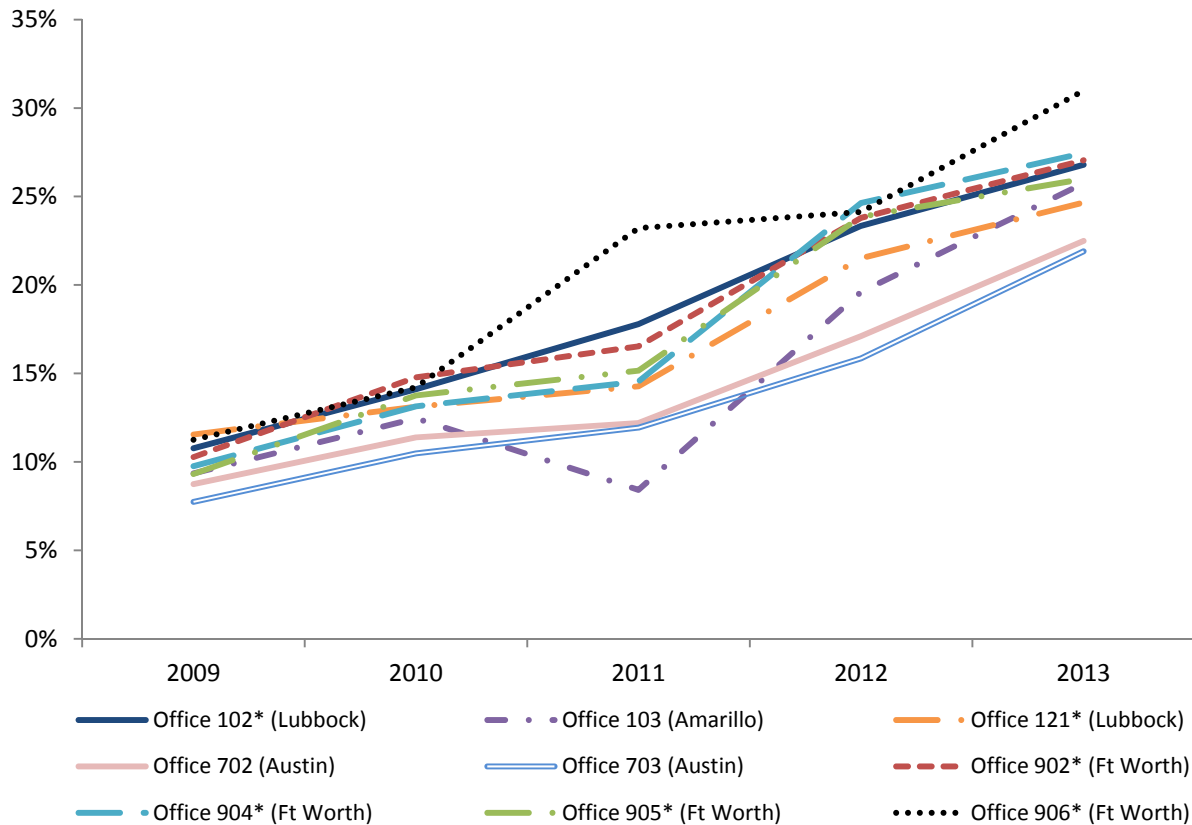 35%
30%
25%
20%
15%
10%
5%
0%
2009 2010 2011 2012 2013
Office 102* (Lubbock) Office 103 (Amarillo) Office 121* (Lubbock)
Office 702 (Austin) Office 703 (Austin) Office 902* (Ft Worth)
Office 904* (Ft Worth) Office 905* (Ft Worth) Office 906* (Ft Worth)